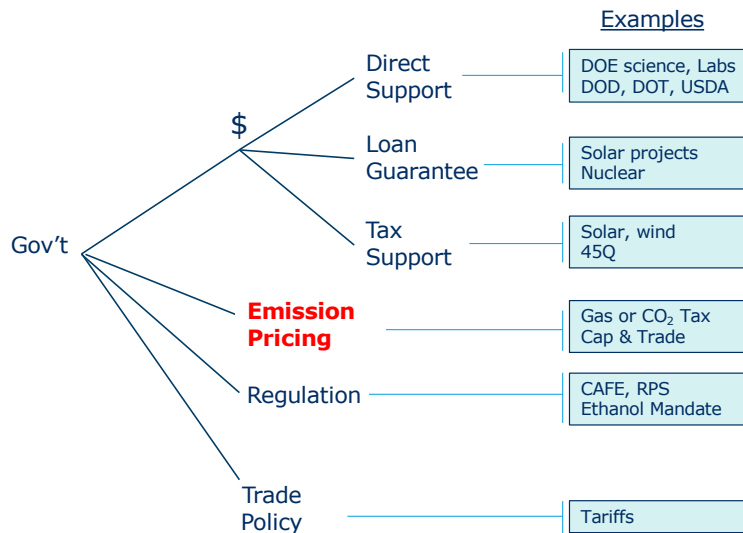 Examples
Direct
Support
DOE science, Labs
DOD, DOT, USDA
$
Loan
Guarantee
Solar projects
Nuclear
Gov’t
Tax
Support
Solar, wind
45Q
Emission
Pricing
Gas or CO₂ Tax
Cap & Trade
Regulation
CAFE, RPS
Ethanol Mandate
Trade
Policy
Tariffs